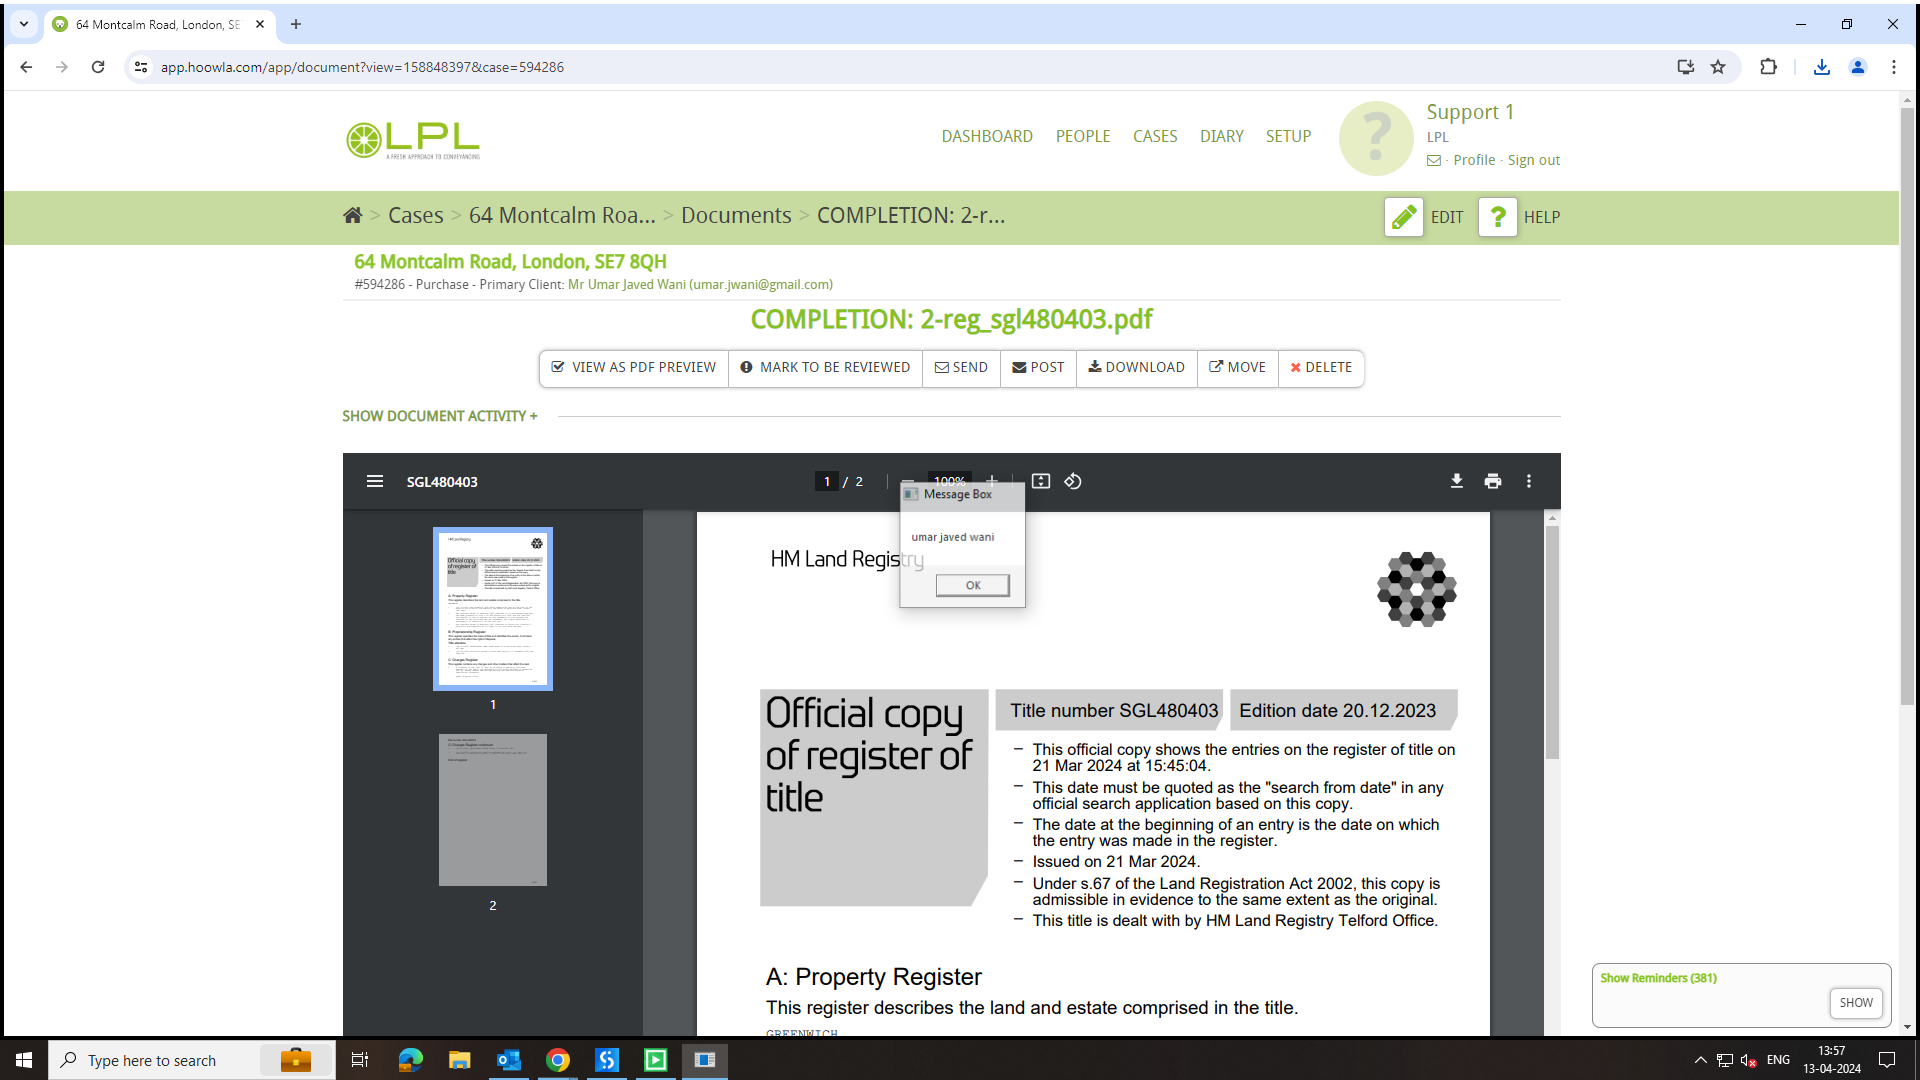 64 Montcalm Road, London, SE
app.hoowla.com/app/document?view=158848397&case=594286
LPL
A FRESH APPROACH TO CONVEYANCING
DASHBOARD PEOPLE CASES DIARY SETUP
?
Support 1
LPL
· Profile · Sign out
> Cases > 64 Montcalm Roa... > Documents > COMPLETION: 2-r...
EDIT ? HELP
64 Montcalm Road, London, SE7 8QH
#594286 - Purchase - Primary Client: Mr Umar Javed Wani (umar.jwani@gmail.com)
COMPLETION: 2-reg_sgl480403.pdf
VIEW AS PDF PREVIEW MARK TO BE REVIEWED SEND POST DOWNLOAD MOVE DELETE
SHOW DOCUMENT ACTIVITY +
SGL480403
1 / 2
100%
Message Box
umar javed wani
OK
1
2
HM Land Registry
Official copy
of register of
title
Title number SGL480403
Edition date 20.12.2023
– This official copy shows the entries on the register of title on
21 Mar 2024 at 15:45:04.
– This date must be quoted as the "search from date" in any
official search application based on this copy.
– The date at the beginning of an entry is the date on which
the entry was made in the register.
– Issued on 21 Mar 2024.
– Under s.67 of the Land Registration Act 2002, this copy is
admissible in evidence to the same extent as the original.
– This title is dealt with by HM Land Registry Telford Office.
A: Property Register
This register describes the land and estate comprised in the title.
GREENWICH
Show Reminders (381)
SHOW
Type here to search
ENG
13:57
13-04-2024